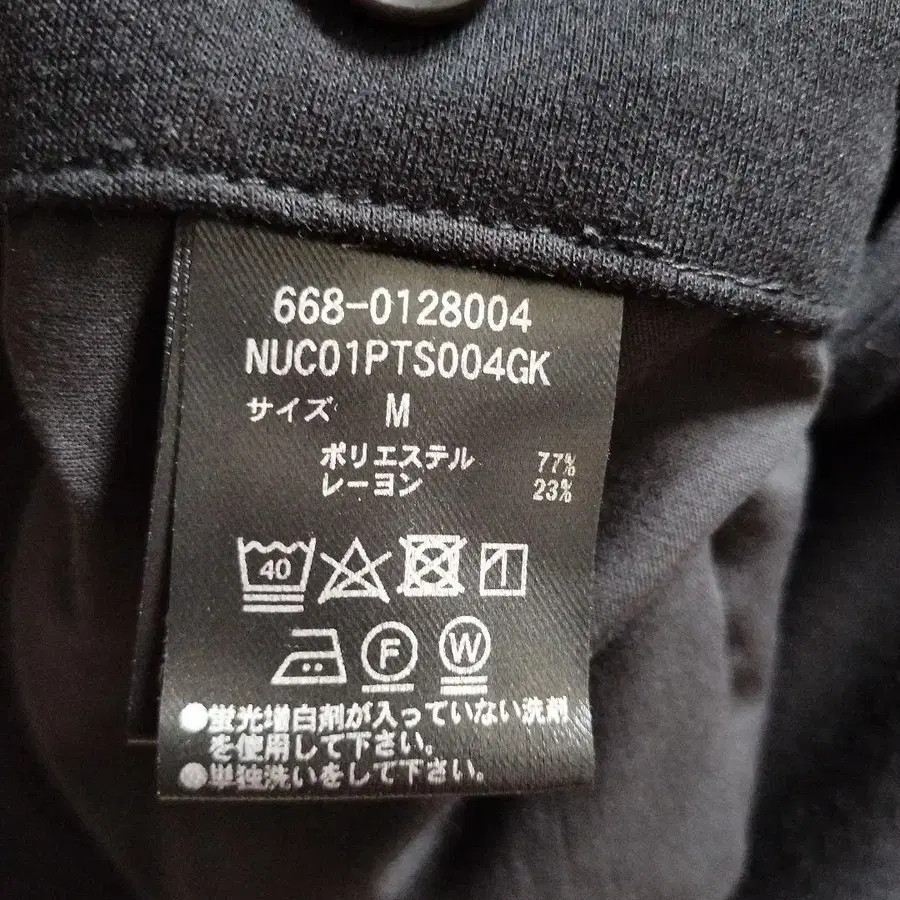 668-0128004
NUC01PTS004GK
サイズ M
ポリエステル 77%
レーヨン 23%
40
F W
●蛍光増白剤が入っていない洗剤
を使用して下さい。
●単独洗いをして下さい。